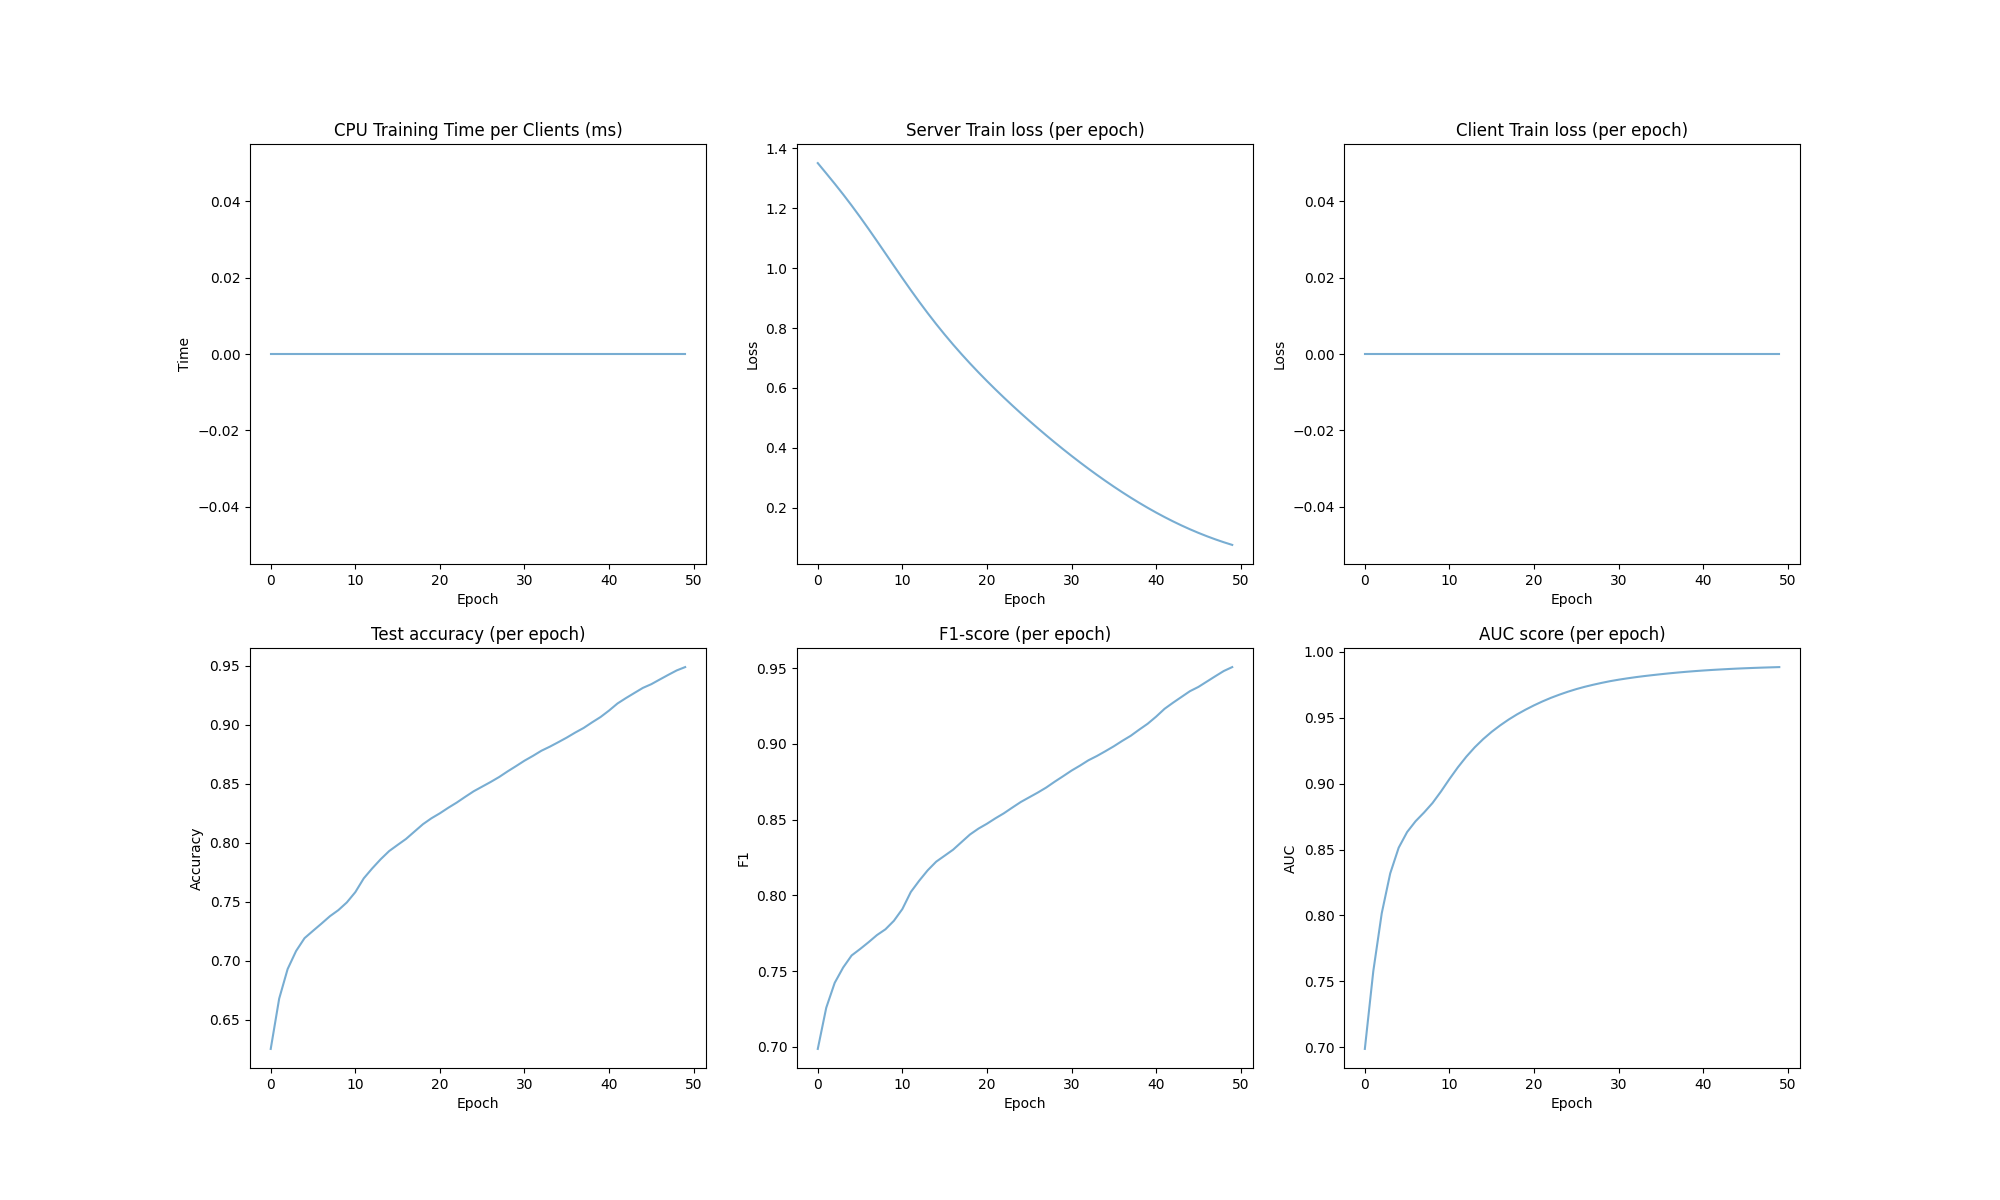 CPU Training Time per Clients (ms)
Time
0.04
0.02
0.00
−0.02
−0.04
0 10 20 30 40 50
Epoch
Server Train loss (per epoch)
Loss
1.4
1.2
1.0
0.8
0.6
0.4
0.2
0 10 20 30 40 50
Epoch
Client Train loss (per epoch)
Loss
0.04
0.02
0.00
−0.02
−0.04
0 10 20 30 40 50
Epoch
Test accuracy (per epoch)
Accuracy
0.95
0.90
0.85
0.80
0.75
0.70
0.65
0 10 20 30 40 50
Epoch
F1-score (per epoch)
F1
0.95
0.90
0.85
0.80
0.75
0.70
0 10 20 30 40 50
Epoch
AUC score (per epoch)
AUC
1.00
0.95
0.90
0.85
0.80
0.75
0.70
0 10 20 30 40 50
Epoch